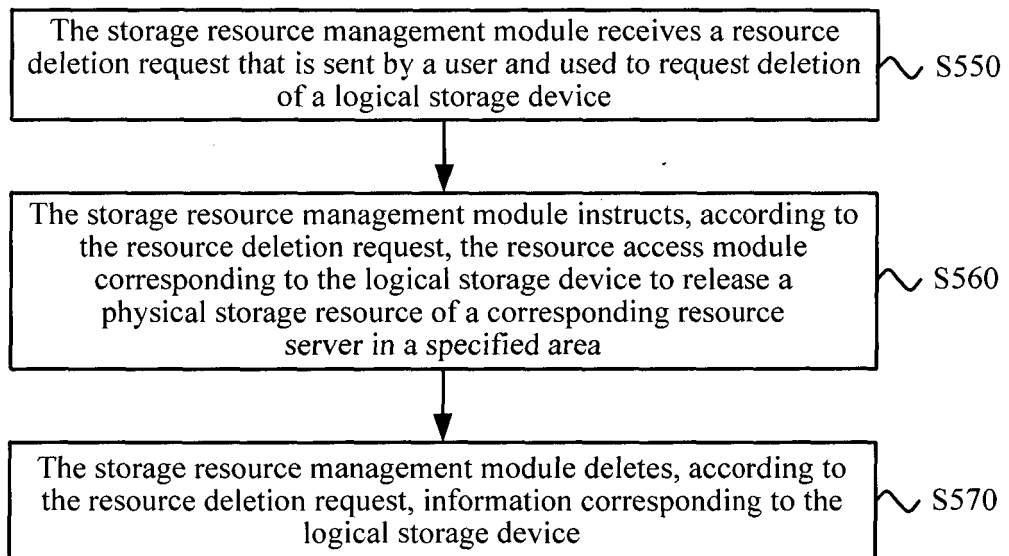 The storage resource management module receives a resource
deletion request that is sent by a user and used to request deletion
of a logical storage device
S550
The storage resource management module instructs, according to
the resource deletion request, the resource access module
corresponding to the logical storage device to release a
physical storage resource of a corresponding resource
server in a specified area
S560
The storage resource management module deletes, according to
the resource deletion request, information corresponding to the
logical storage device
S570